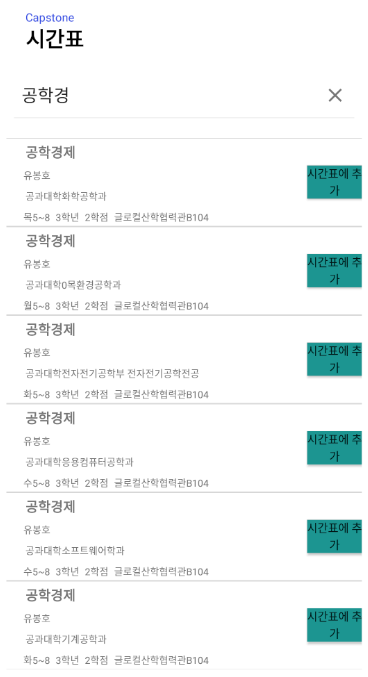 Capstone
시간표
공학경
공학경제
유봉호
공과대학화학공학과
목5~8 3학년 2학점 글로컬산학협력관B104
시간표에 추
가
공학경제
유봉호
공과대학토목환경공학과
월5~8 3학년 2학점 글로컬산학협력관B104
시간표에 추
가
공학경제
유봉호
공과대학전자전기공학부 전자전기공학전공
화5~8 3학년 2학점 글로컬산학협력관B104
시간표에 추
가
공학경제
유봉호
공과대학응용컴퓨터공학과
수5~8 3학년 2학점 글로컬산학협력관B104
시간표에 추
가
공학경제
유봉호
공과대학소프트웨어학과
수5~8 3학년 2학점 글로컬산학협력관B104
시간표에 추
가
공학경제
유봉호
공과대학기계공학과
화5~8 3학년 2학점 글로컬산학협력관B104
시간표에 추
가